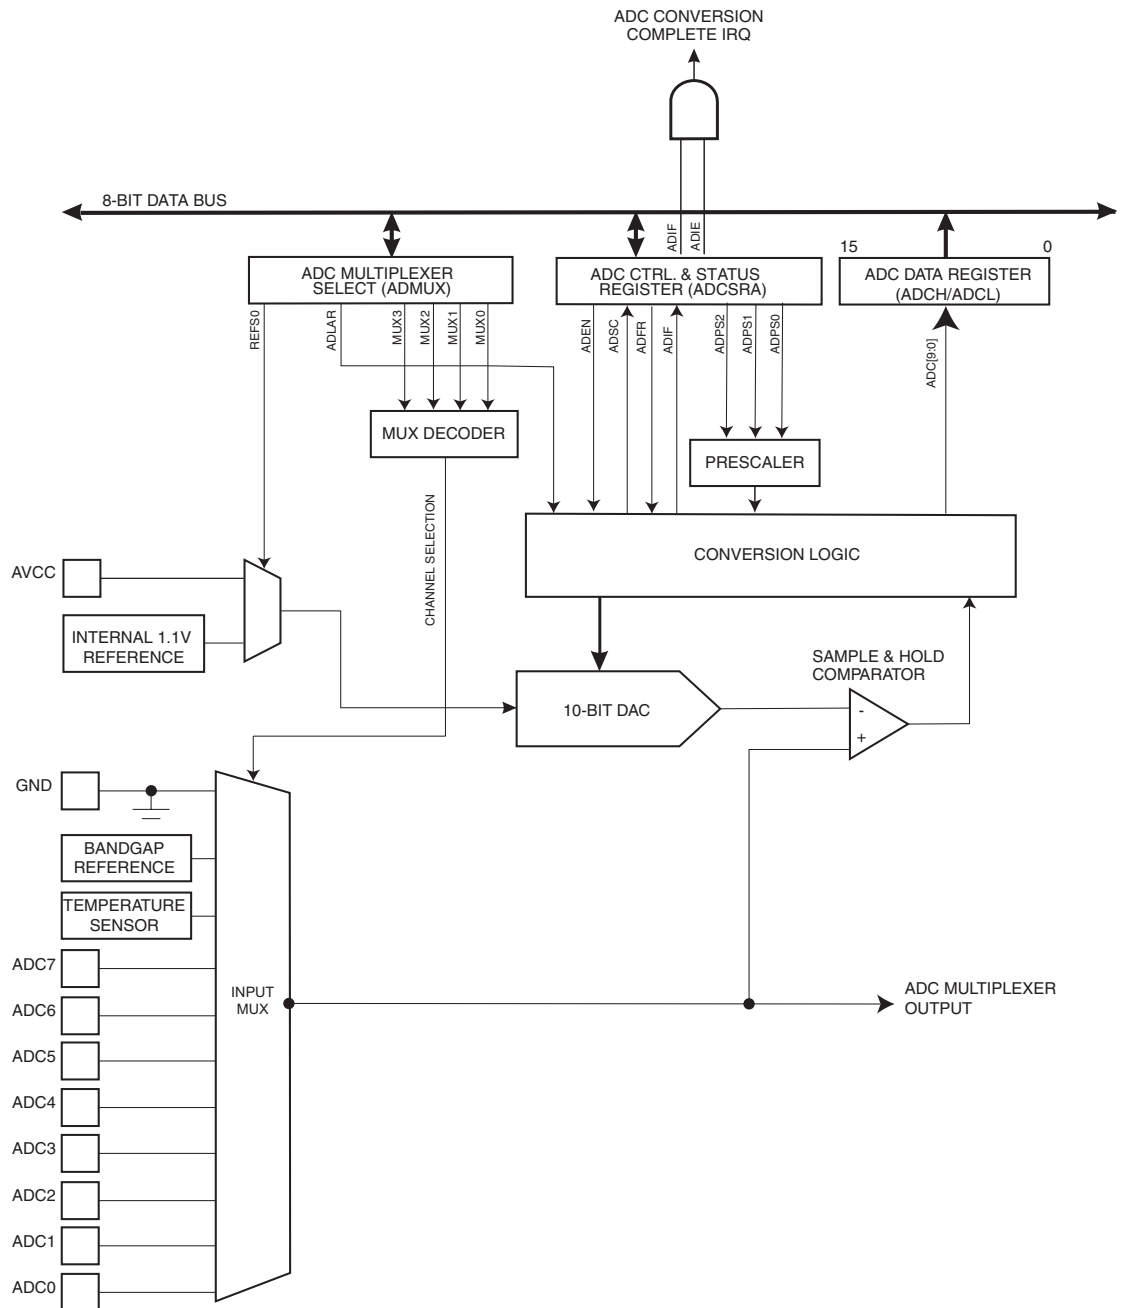 ADC CONVERSION
COMPLETE IRQ
8-BIT DATA BUS
ADIF
ADIE
15
0
ADC MULTIPLEXER
SELECT (ADMUX)
ADC CTRL. & STATUS
REGISTER (ADCSRA)
ADC DATA REGISTER
(ADCH/ADCL)
REFS0
ADLAR
MUX3
MUX2
MUX1
MUX0
ADEN
ADSC
ADFR
ADIF
ADPS2
ADPS1
ADPS0
ADC[9:0]
MUX DECODER
PRESCALER
CHANNEL SELECTION
CONVERSION LOGIC
AVCC
INTERNAL 1.1V
REFERENCE
SAMPLE & HOLD
COMPARATOR
10-BIT DAC
-
+
GND
BANDGAP
REFERENCE
TEMPERATURE
SENSOR
ADC7
ADC6
ADC5
ADC4
ADC3
ADC2
ADC1
ADC0
INPUT
MUX
ADC MULTIPLEXER
OUTPUT